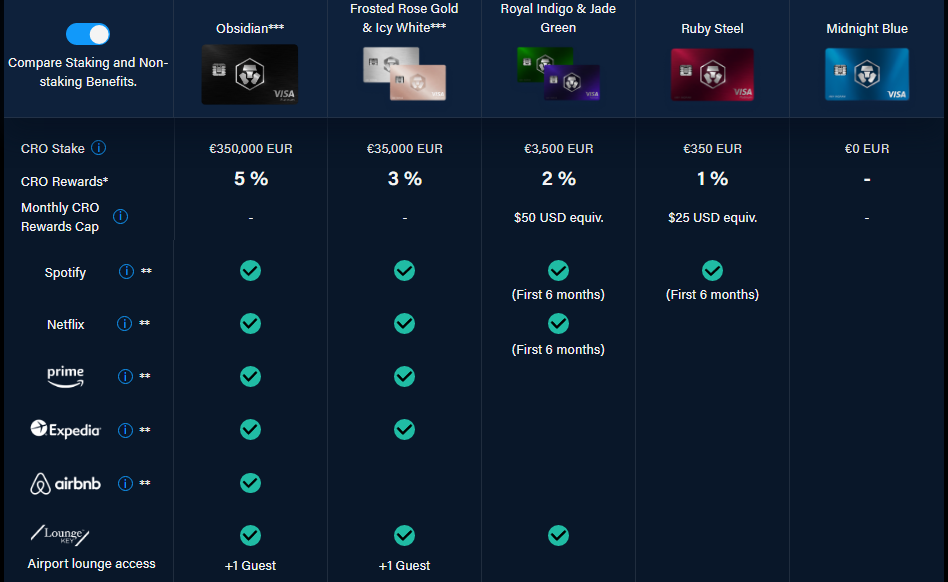 Compare Staking and Non-
staking Benefits.
Obsidian***
VISA
Frosted Rose Gold
& Icy White***
VISA
Royal Indigo & Jade
Green
VISA
Ruby Steel
VISA
Midnight Blue
VISA
CRO Stake €350,000 EUR €35,000 EUR €3,500 EUR €350 EUR €0 EUR
CRO Rewards* 5 % 3 % 2 % 1 % -
Monthly CRO
Rewards Cap - - $50 USD equiv. $25 USD equiv. -
Spotify **
(First 6 months) (First 6 months)
Netflix **
(First 6 months)
prime **
Expedia **
airbnb **
Lounge
KEY
Airport lounge access +1 Guest +1 Guest